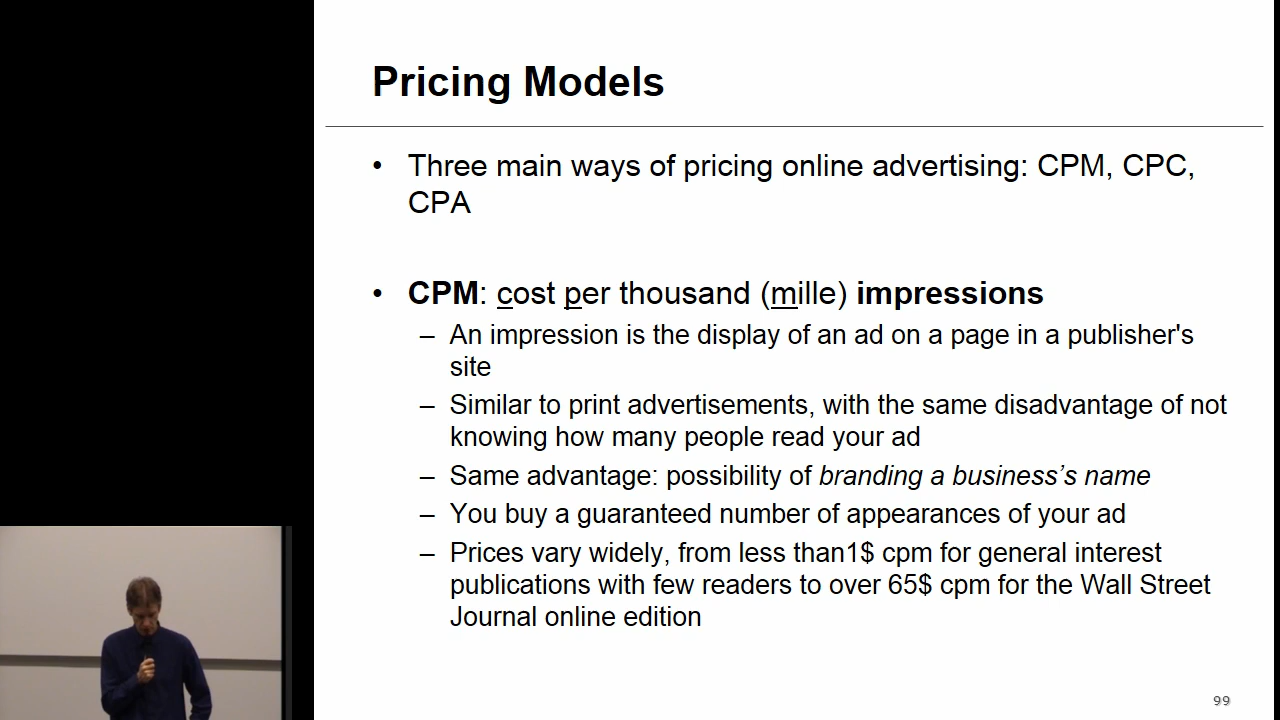 Pricing Models
• Three main ways of pricing online advertising: CPM, CPC,
CPA
• CPM: cost per thousand (mille) impressions
– An impression is the display of an ad on a page in a publisher's
site
– Similar to print advertisements, with the same disadvantage of not
knowing how many people read your ad
– Same advantage: possibility of branding a business’s name
– You buy a guaranteed number of appearances of your ad
– Prices vary widely, from less than1$ cpm for general interest
publications with few readers to over 65$ cpm for the Wall Street
Journal online edition
99